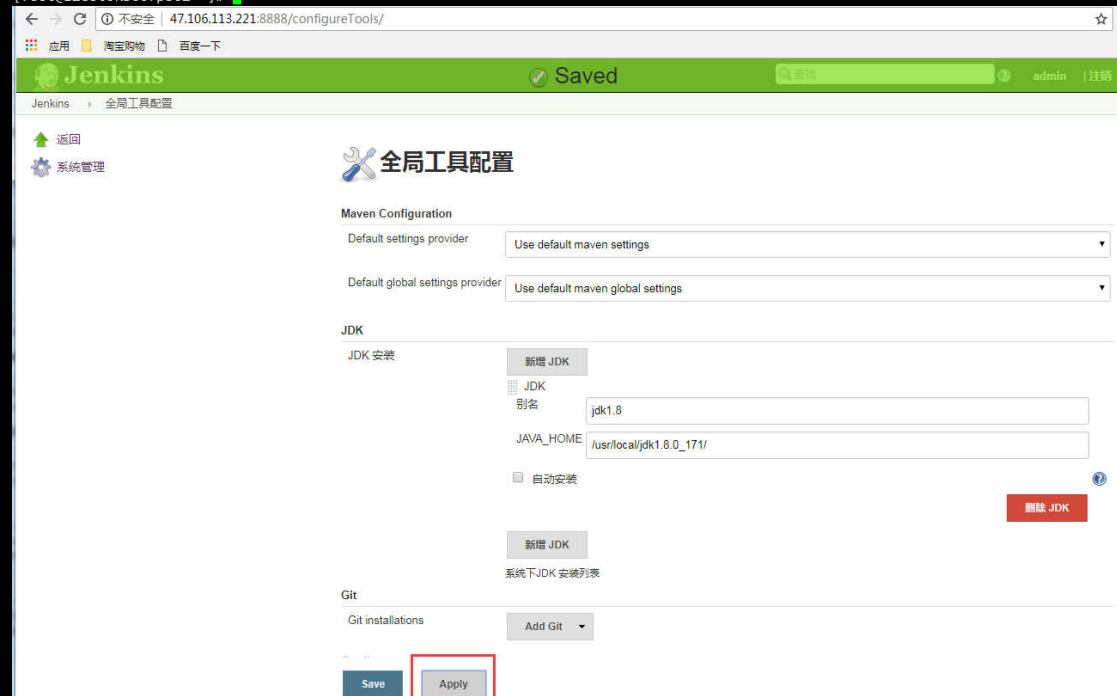 不安全 | 47.106.113.221:8888/configureTools/
应用 淘宝购物 百度一下
Jenkins Saved 查找 admin | 注销
Jenkins 全局工具配置
返回
系统管理
全局工具配置
Maven Configuration
Default settings provider Use default maven settings
Default global settings provider Use default maven global settings
JDK
JDK 安装 新增 JDK
JDK
别名 jdk1.8
JAVA_HOME /usr/local/jdk1.8.0_171/
自动安装
删除 JDK
新增 JDK
系统下JDK 安装列表
Git
Git installations Add Git
Save Apply